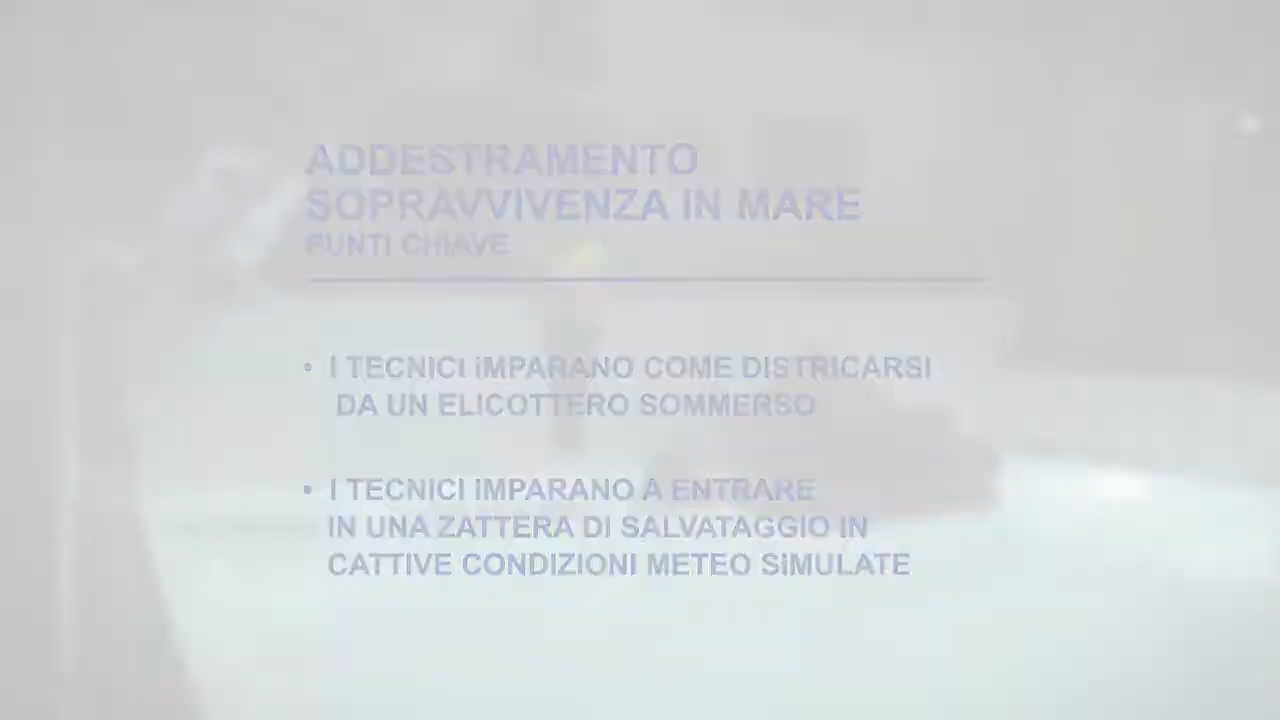 ADDESTRAMENTO
SOPRAVVIVENZA IN MARE
PUNTI CHIAVE
• I TECNICI IMPARANO COME DISTRICARSI
DA UN ELICOTTERO SOMMERSO
• I TECNICI IMPARANO A ENTRARE
IN UNA ZATTERA DI SALVATAGGIO IN
CATTIVE CONDIZIONI METEO SIMULATE